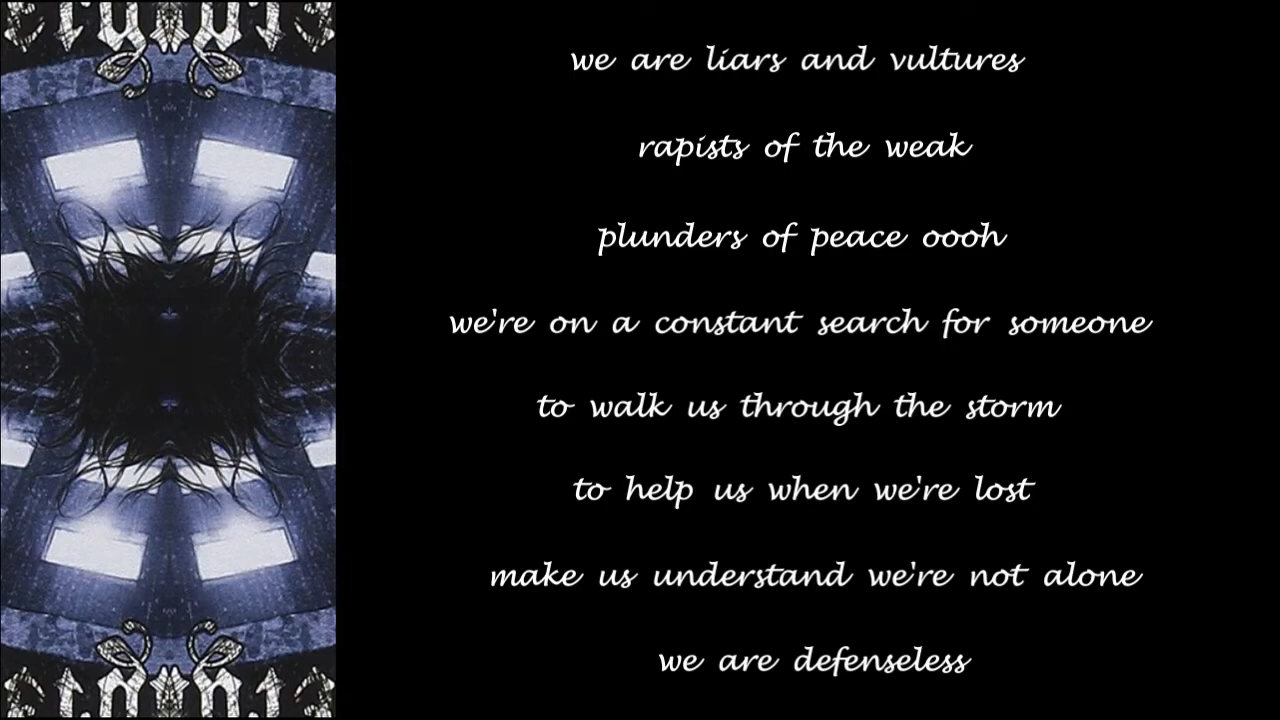 we are liars and vultures
rapists of the weak
plunders of peace oooh
we're on a constant search for someone
to walk us through the storm
to help us when we're lost
make us understand we're not alone
we are defenseless